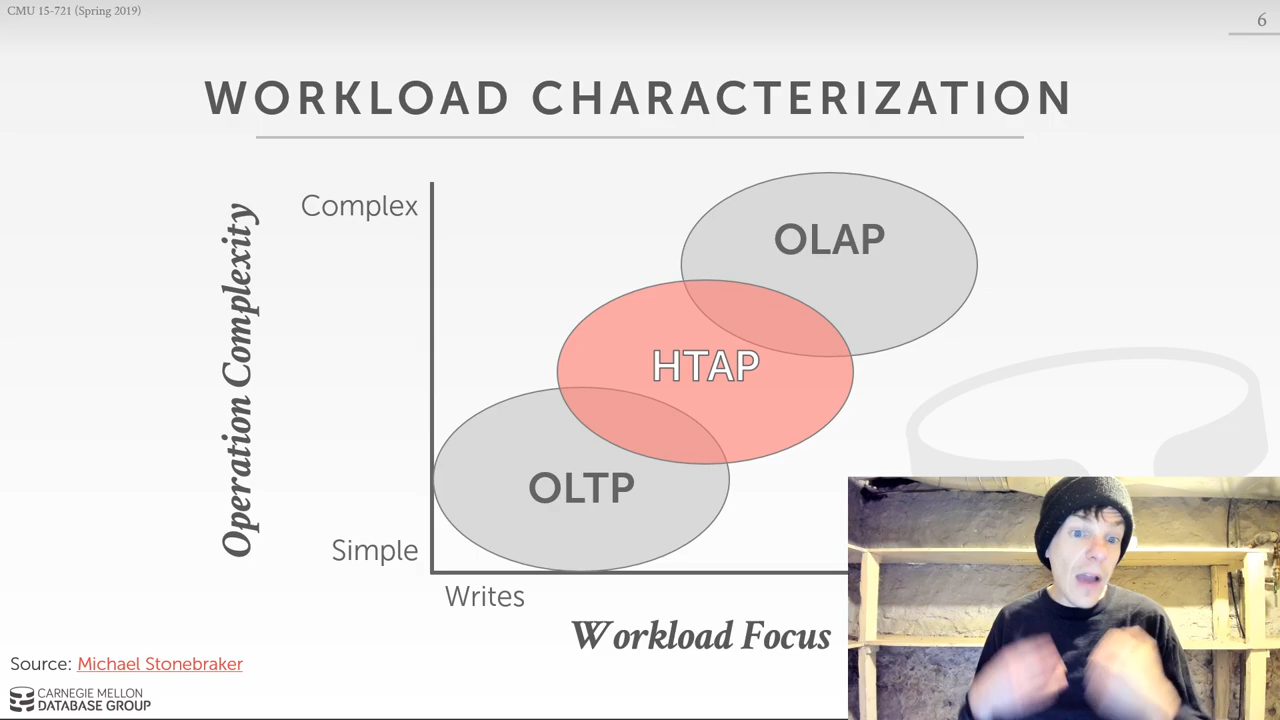 CMU 15-721 (Spring 2019)
6
WORKLOAD CHARACTERIZATION
Operation Complexity
Complex
OLAP
HTAP
OLTP
Simple
Writes
Workload Focus
Source: Michael Stonebraker
CARNEGIE MELLON
DATABASE GROUP